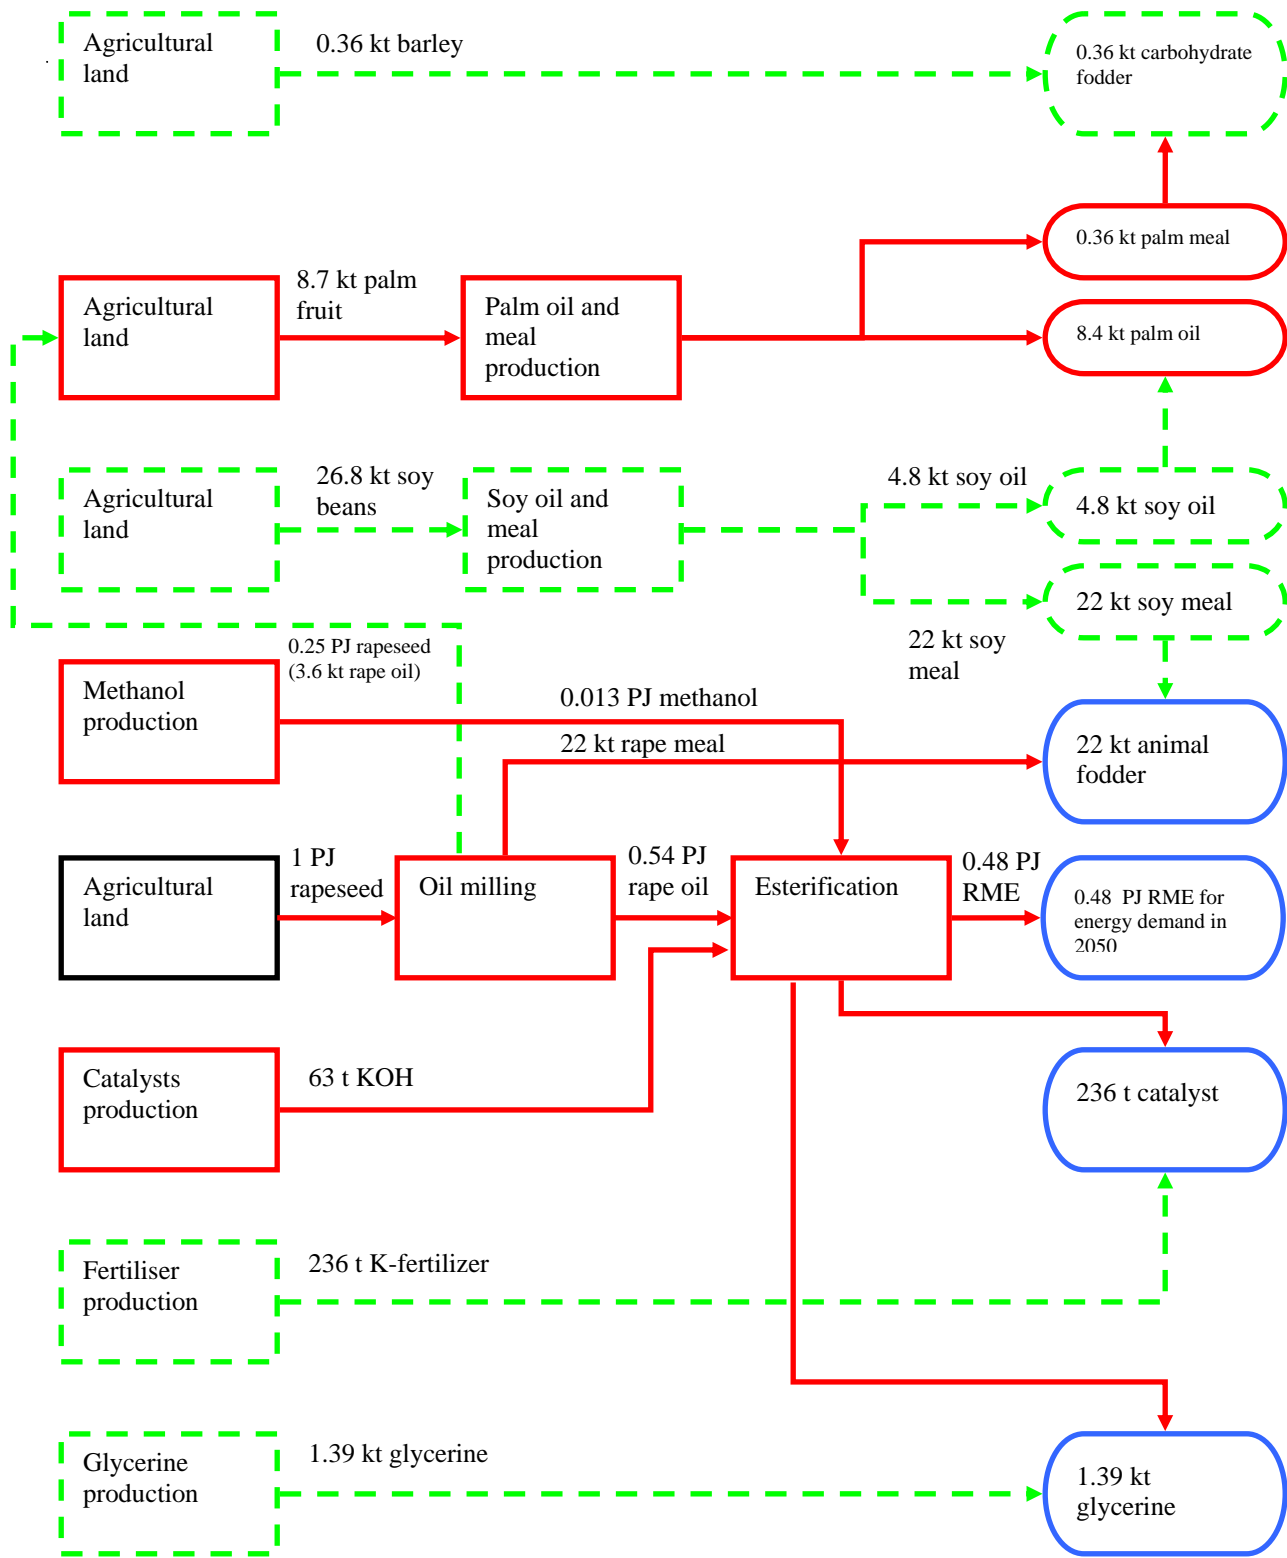 Agricultural
land
0.36 kt barley
0.36 kt carbohydrate
fodder
0.36 kt palm meal
Agricultural
land
8.7 kt palm
fruit
Palm oil and
meal
production
8.4 kt palm oil
Agricultural
land
26.8 kt soy
beans
Soy oil and
meal
production
4.8 kt soy oil
4.8 kt soy oil
22 kt soy meal
22 kt soy
meal
0.25 PJ rapeseed
(3.6 kt rape oil)
Methanol
production
0.013 PJ methanol
22 kt rape meal
22 kt animal
fodder
Agricultural
land
1 PJ
rapeseed
Oil milling
0.54 PJ
rape oil
Esterification
0.48 PJ
RME
0.48 PJ RME for
energy demand in
2050
Catalysts
production
63 t KOH
236 t catalyst
Fertiliser
production
236 t K-fertilizer
Glycerine
production
1.39 kt glycerine
1.39 kt
glycerine